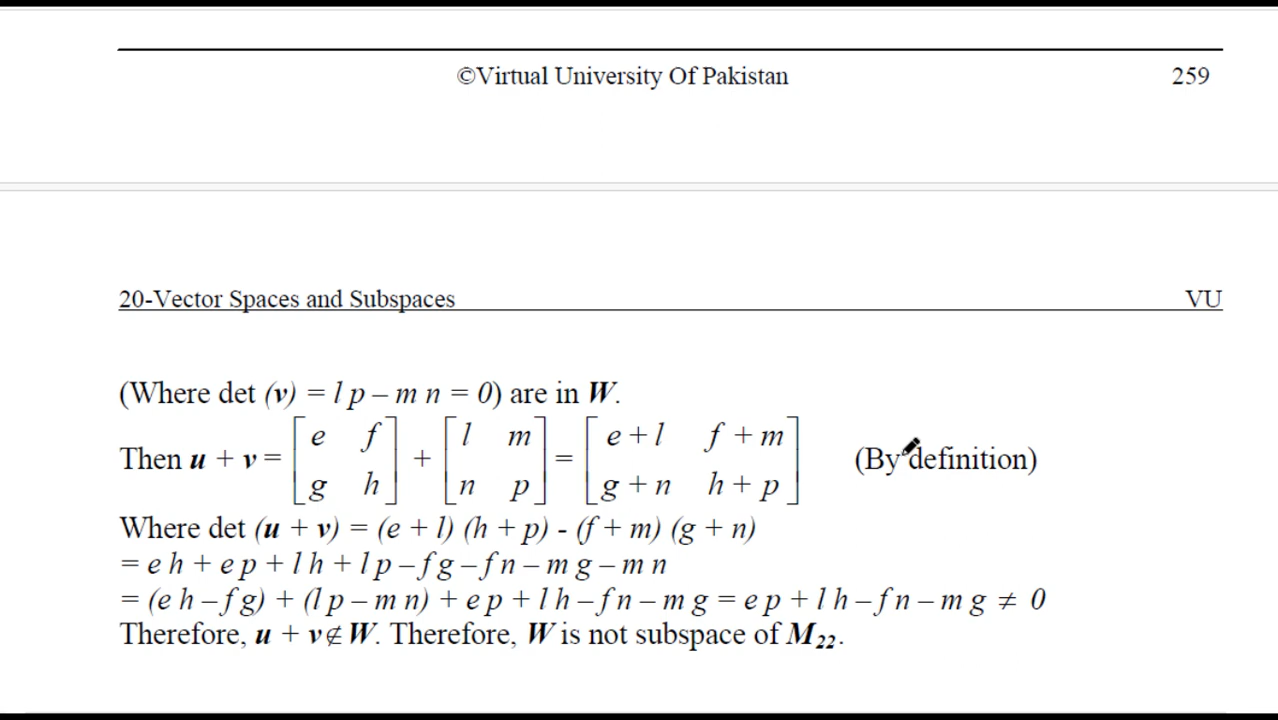 ©Virtual University Of Pakistan 259
20-Vector Spaces and Subspaces VU
(Where det (v) = l p – m n = 0) are in W.
Then u + v = [ e f ; g h ] + [ l m ; n p ] = [ e + l f + m ; g + n h + p ] (By definition)
Where det (u + v) = (e + l) (h + p) - (f + m) (g + n)
= e h + e p + l h + l p – f g – f n – m g – m n
= (e h – f g) + (l p – m n) + e p + l h – f n – m g = e p + l h – f n – m g ≠ 0
Therefore, u + v ∉ W. Therefore, W is not subspace of M₂₂.